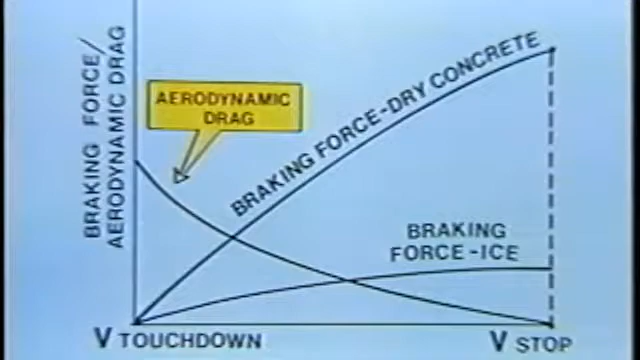 BRAKING FORCE/
AERODYNAMIC DRAG
AERODYNAMIC
DRAG
BRAKING FORCE-DRY CONCRETE
BRAKING
FORCE-ICE
V TOUCHDOWN
V STOP